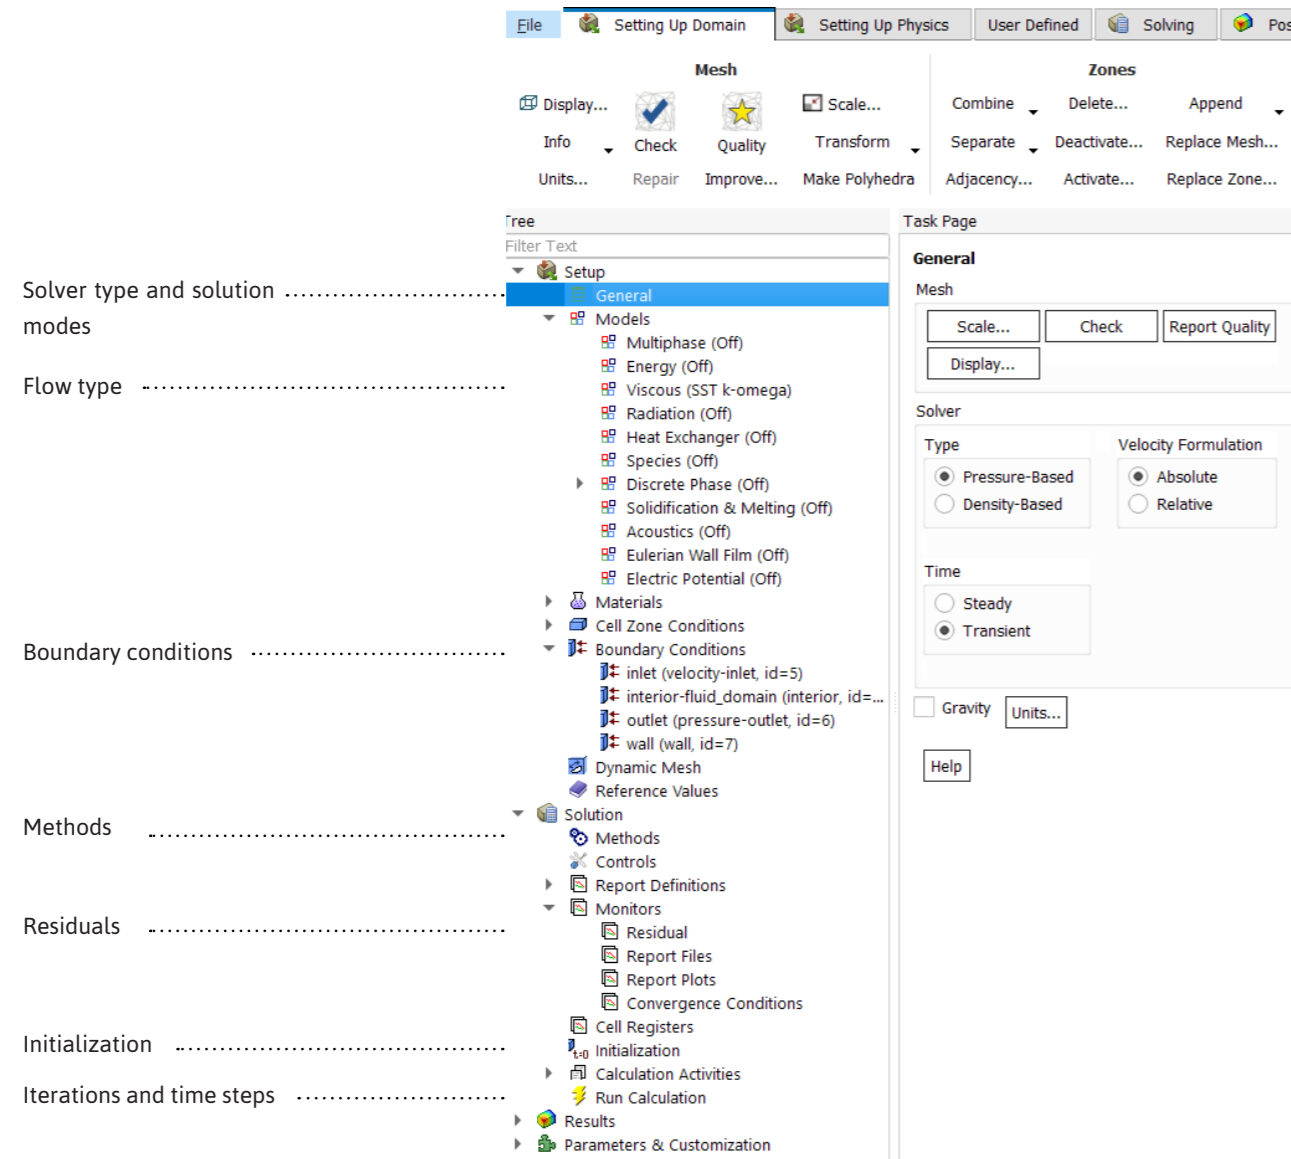 File
Setting Up Domain
Setting Up Physics
User Defined
Solving
Pos
Mesh
Zones
Display...
Scale...
Combine
Delete...
Append
Info
Check
Quality
Transform
Separate
Deactivate...
Replace Mesh...
Units...
Repair
Improve...
Make Polyhedra
Adjacency...
Activate...
Replace Zone...
Tree
Filter Text
Setup
General
Models
Multiphase (Off)
Energy (Off)
Viscous (SST k-omega)
Radiation (Off)
Heat Exchanger (Off)
Species (Off)
Discrete Phase (Off)
Solidification & Melting (Off)
Acoustics (Off)
Eulerian Wall Film (Off)
Electric Potential (Off)
Materials
Cell Zone Conditions
Boundary Conditions
inlet (velocity-inlet, id=5)
interior-fluid_domain (interior, id=...
outlet (pressure-outlet, id=6)
wall (wall, id=7)
Dynamic Mesh
Reference Values
Solution
Methods
Controls
Report Definitions
Monitors
Residual
Report Files
Report Plots
Convergence Conditions
Cell Registers
t=0 Initialization
Calculation Activities
Run Calculation
Results
Parameters & Customization
Task Page
General
Mesh
Scale...
Check
Report Quality
Display...
Solver
Type
Velocity Formulation
Pressure-Based
Absolute
Density-Based
Relative
Time
Steady
Transient
Gravity
Units...
Help
Solver type and solution
modes
Flow type
Boundary conditions
Methods
Residuals
Initialization
Iterations and time steps